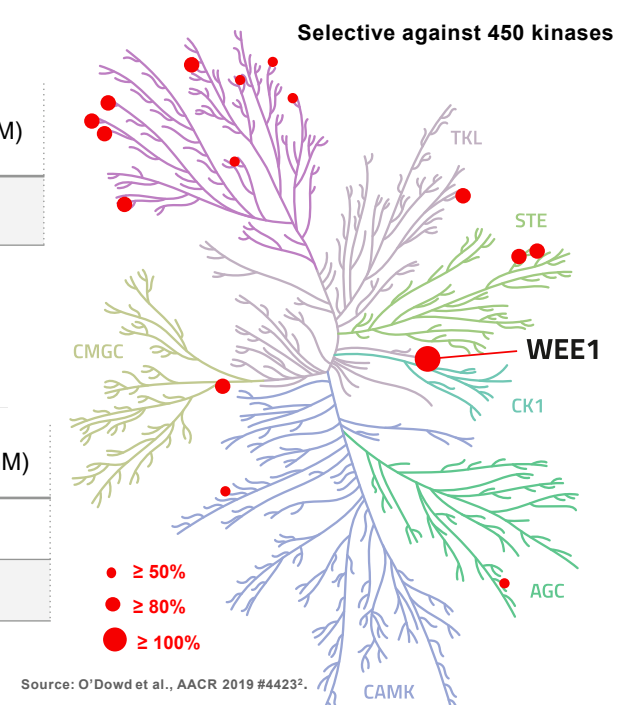 Selective against 450 kinases
M)
TKL
STE
WEE1
CMGC
CK1
M)
≥ 50%
≥ 80%
≥ 100%
AGC
Source: O’Dowd et al., AACR 2019 #4423².
CAMK